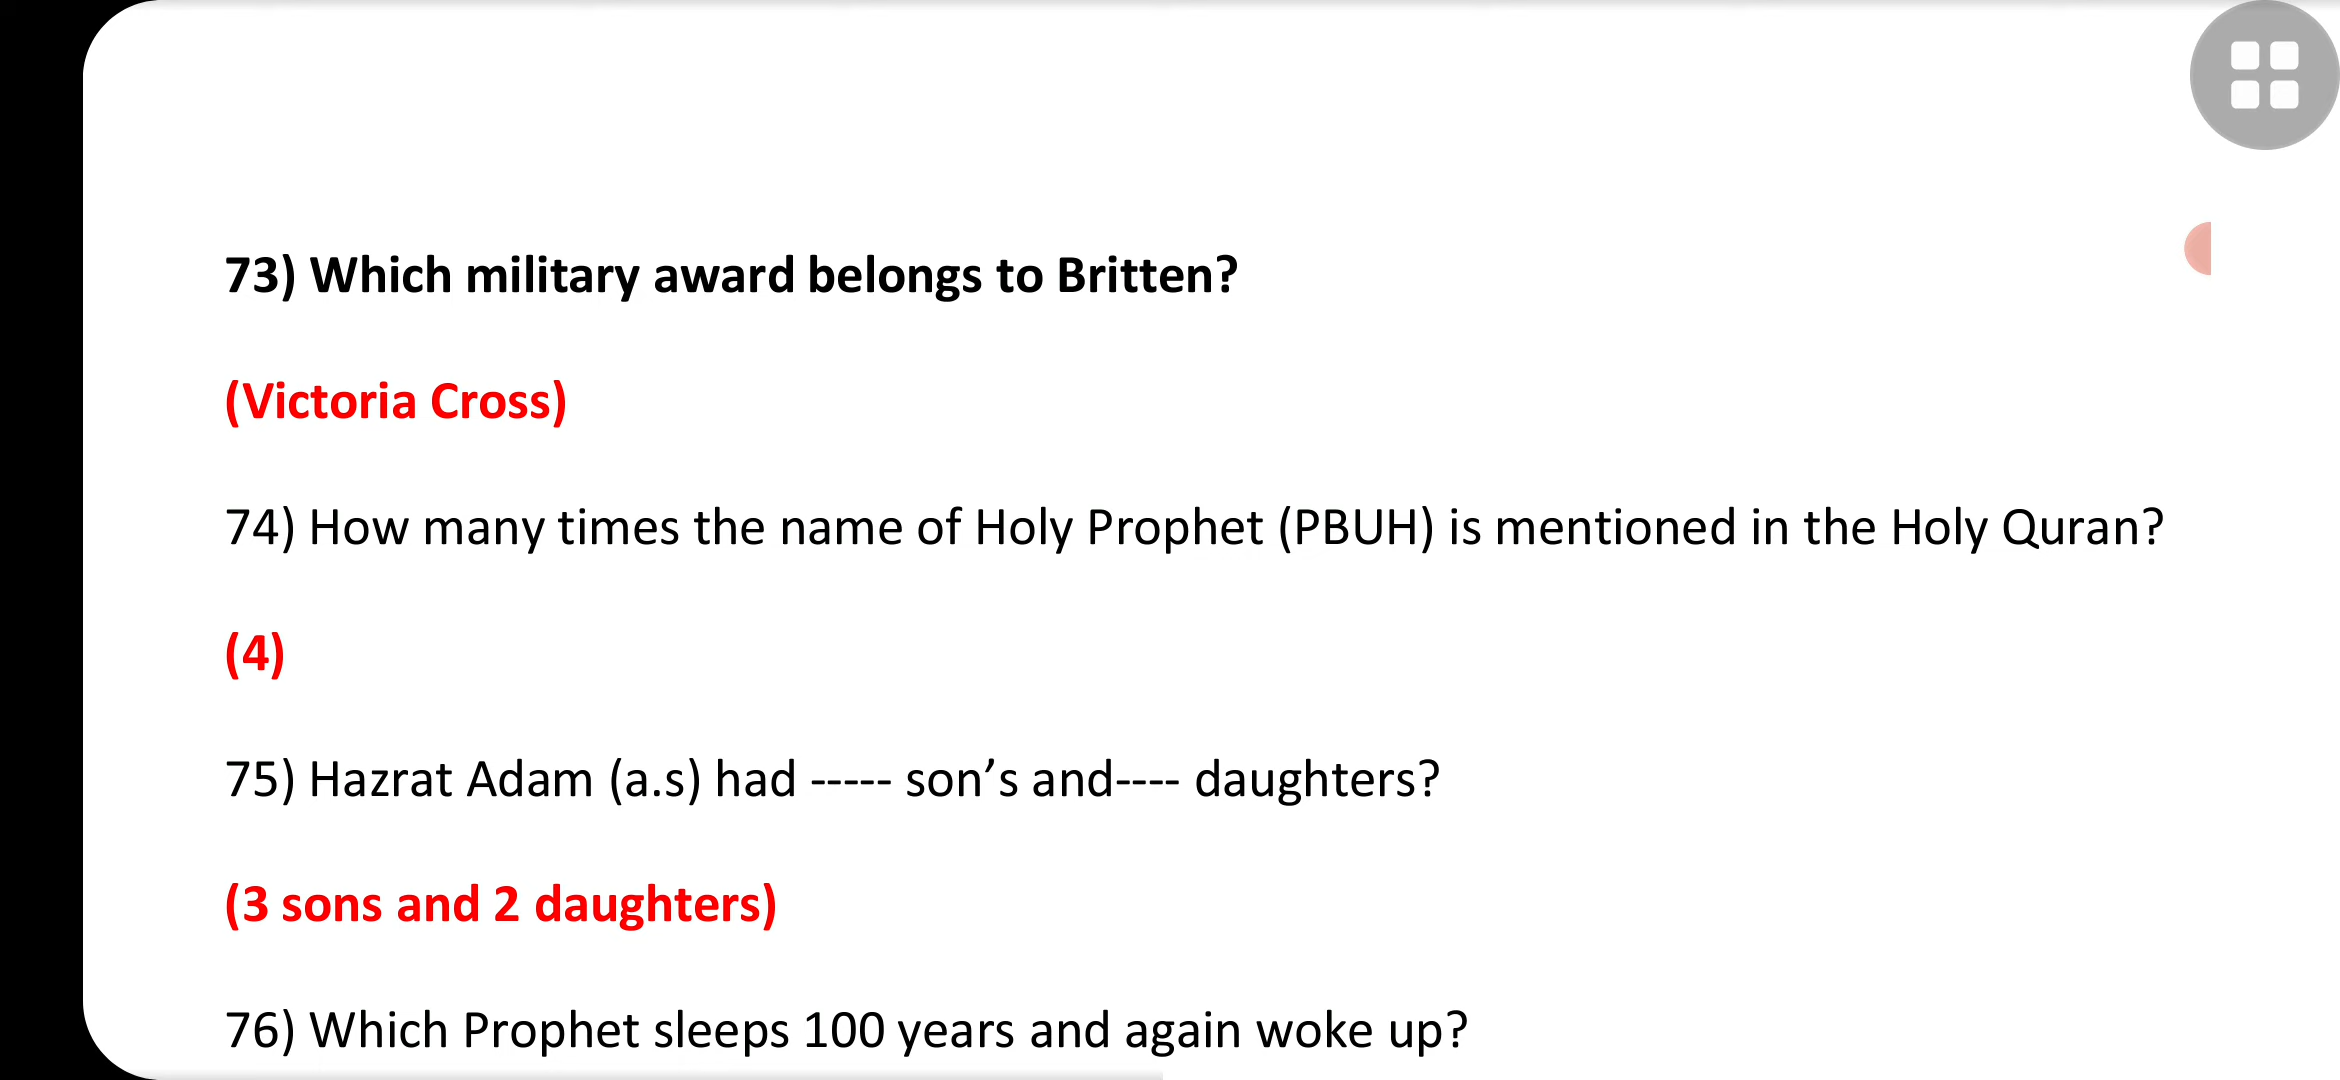 73) Which military award belongs to Britten?
(Victoria Cross)
74) How many times the name of Holy Prophet (PBUH) is mentioned in the Holy Quran?
(4)
75) Hazrat Adam (a.s) had ----- son’s and---- daughters?
(3 sons and 2 daughters)
76) Which Prophet sleeps 100 years and again woke up?